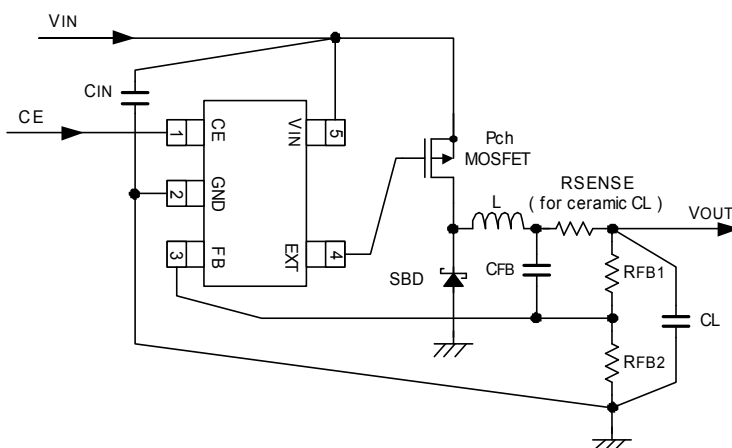 VIN
CIN
CE
1
CE
VIN
5
2
GND
3
FB
EXT
4
Pch
MOSFET
RSENSE
( for ceramic CL )
L
VOUT
SBD
CFB
RFB1
RFB2
CL